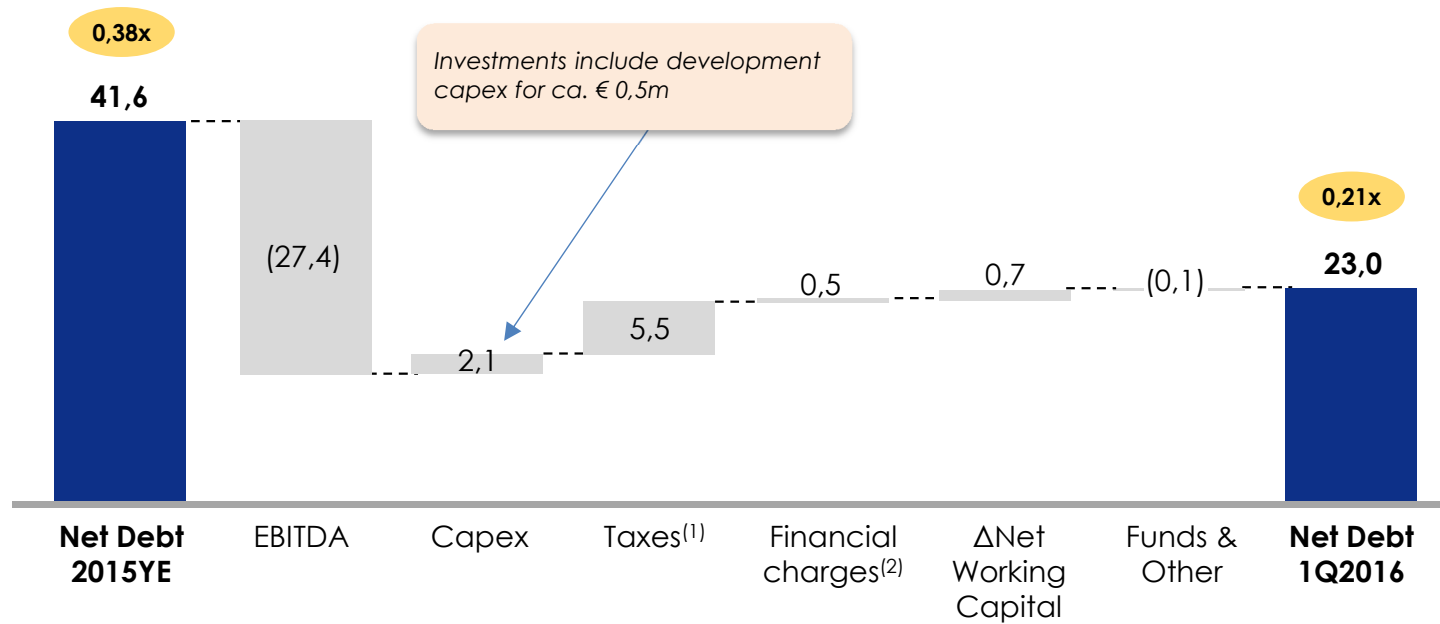 0,38x
41,6
Investments include development
capex for ca. € 0,5m
(27,4)
2,1
5,5
0,5
0,7
(0,1)
0,21x
23,0
Net Debt
2015YE
EBITDA
Capex
Taxes(1)
Financial
charges(2)
ΔNet
Working
Capital
Funds &
Other
Net Debt
1Q2016